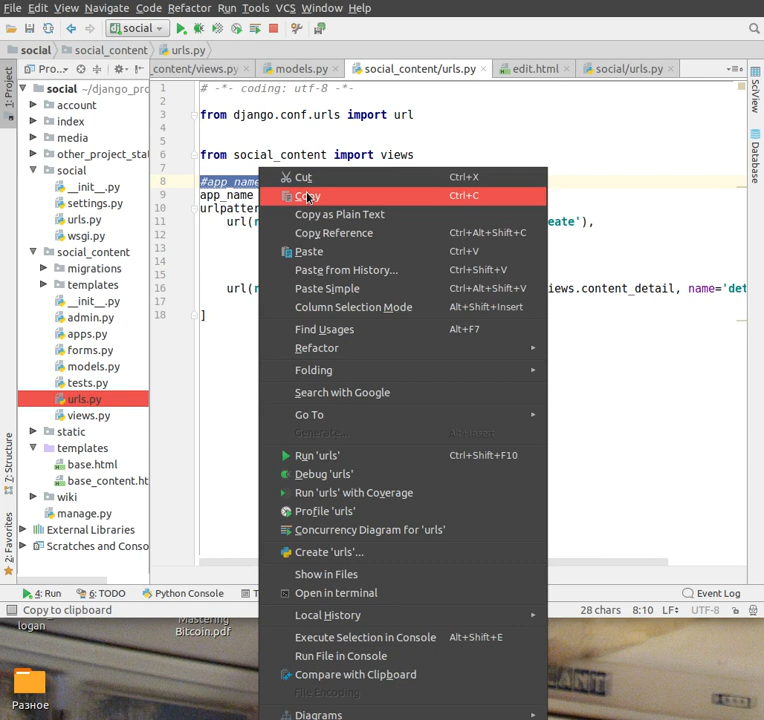 File Edit View Navigate Code Refactor Run Tools VCS Window Help
social
social social_content urls.py
Pro... _content/views.py models.py social_content/urls.py edit.html social/urls.py
1: Project
7: Structure
2: Favorites
social ~/django_pro
account
index
media
other_project_stat
social
__init__.py
settings.py
urls.py
wsgi.py
social_content
migrations
templates
__init__.py
admin.py
apps.py
forms.py
models.py
tests.py
urls.py
views.py
static
templates
base.html
base_content.ht
wiki
manage.py
External Libraries
Scratches and Conso
1 # -*- coding: utf-8 -*-
2
3 from django.conf.urls import url
4
5
6 from social_content import views
7
8 #app_name
9 app_name
10 urlpatter
11 url(r eate'),
12
13
14
15
16 url(r iews.content_detail, name='det
17
18 ]
Cut Ctrl+X
Copy Ctrl+C
Copy as Plain Text
Copy Reference Ctrl+Alt+Shift+C
Paste Ctrl+V
Paste from History... Ctrl+Shift+V
Paste Simple Ctrl+Alt+Shift+V
Column Selection Mode Alt+Shift+Insert
Find Usages Alt+F7
Refactor
Folding
Search with Google
Go To
Generate... Alt+Insert
Run 'urls' Ctrl+Shift+F10
Debug 'urls'
Run 'urls' with Coverage
Profile 'urls'
Concurrency Diagram for 'urls'
Create 'urls'...
Show in Files
Open in terminal
Local History
Execute Selection in Console Alt+Shift+E
Run File in Console
Compare with Clipboard
File Encoding
Diagrams
SciView
Database
4: Run 6: TODO Python Console T Event Log
Copy to clipboard 28 chars 8:10 LF÷ UTF-8
logan
Mastering
Bitcoin.pdf
Разное